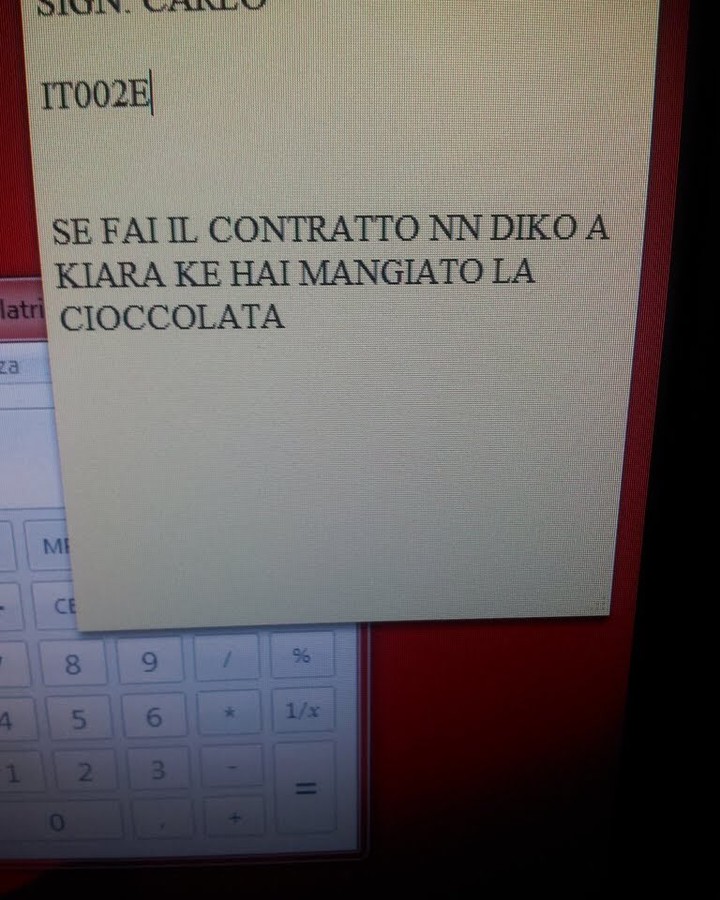 SIGN. CARLO
IT002E
SE FAI IL CONTRATTO NN DIKO A
KIARA KE HAI MANGIATO LA
CIOCCOLATA
latri
za
CE
8 9 / %
4 5 6 * 1/x
1 2 3 - =
0 , +